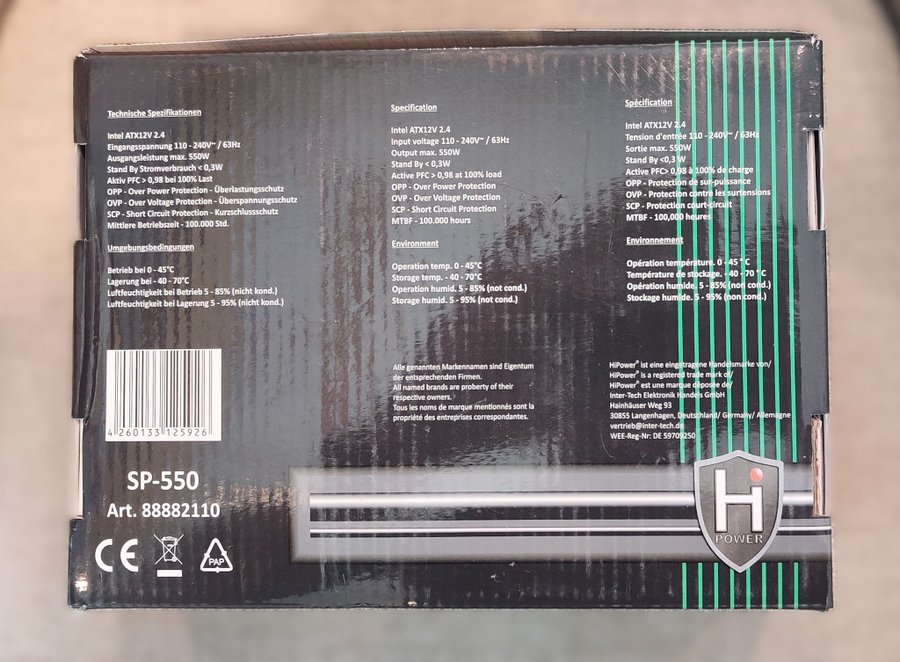 Technische Spezifikationen
Intel ATX12V 2.4
Eingangsspannung 110 - 240V~ / 63Hz
Ausgangsleistung max. 550W
Stand By Stromverbrauch < 0,3W
Aktiv PFC > 0,98 bei 100% Last
OPP - Over Power Protection - Überlastungsschutz
OVP - Over Voltage Protection - Überspannungsschutz
SCP - Short Circuit Protection - Kurzschlussschutz
Mittlere Betriebszeit - 100.000 Std.
Umgebungsbedingungen
Betrieb bei 0 - 45°C
Lagerung bei - 40 - 70°C
Luftfeuchtigkeit bei Betrieb 5 - 85% (nicht kond.)
Luftfeuchtigkeit bei Lagerung 5 - 95% (nicht kond.)
Specification
Intel ATX12V 2.4
Input voltage 110 - 240V~ / 63Hz
Output max. 550W
Stand By < 0,3W
Active PFC > 0,98 at 100% load
OPP - Over Power Protection
OVP - Over Voltage Protection
SCP - Short Circuit Protection
MTBF - 100.000 hours
Environment
Operation temp. 0 - 45°C
Storage temp. - 40 - 70°C
Operation humid. 5 - 85% (not cond.)
Storage humid. 5 - 95% (not cond.)
Spécification
Intel ATX12V 2.4
Tension d'entrée 110 - 240V~ / 63Hz
Sortie max. 550W
Stand By <0,3 W
Active PFC> 0,98 à 100% de charge
OPP - Protection de sur-puissance
OVP - Protection contre les surtensions
SCP - Protection court-circuit
MTBF - 100,000 heures
Environnement
Opération température. 0 - 45 ° C
Température de stockage. - 40 - 70 ° C
Opération humide. 5 - 85% (non cond.)
Stockage humide. 5 - 95% (non cond.)
4 260133 125926
SP-550
Art. 88882110
CE
PAP
Alle genannten Markennamen sind Eigentum
der entsprechenden Firmen.
All named brands are property of their
respective owners.
Tous les noms de marque mentionnés sont la
propriété des entreprises correspondantes.
HiPower® ist eine eingetragene Handelsmarke von/
HiPower® is a registered trade mark of/
HiPower® est une marque déposée de/
Inter-Tech Elektronik Handels GmbH
Hainhäuser Weg 93
30855 Langenhagen, Deutschland/ Germany/ Allemagne
vertrieb@inter-tech.de
WEE-Reg-Nr: DE 59709250
Hi
POWER